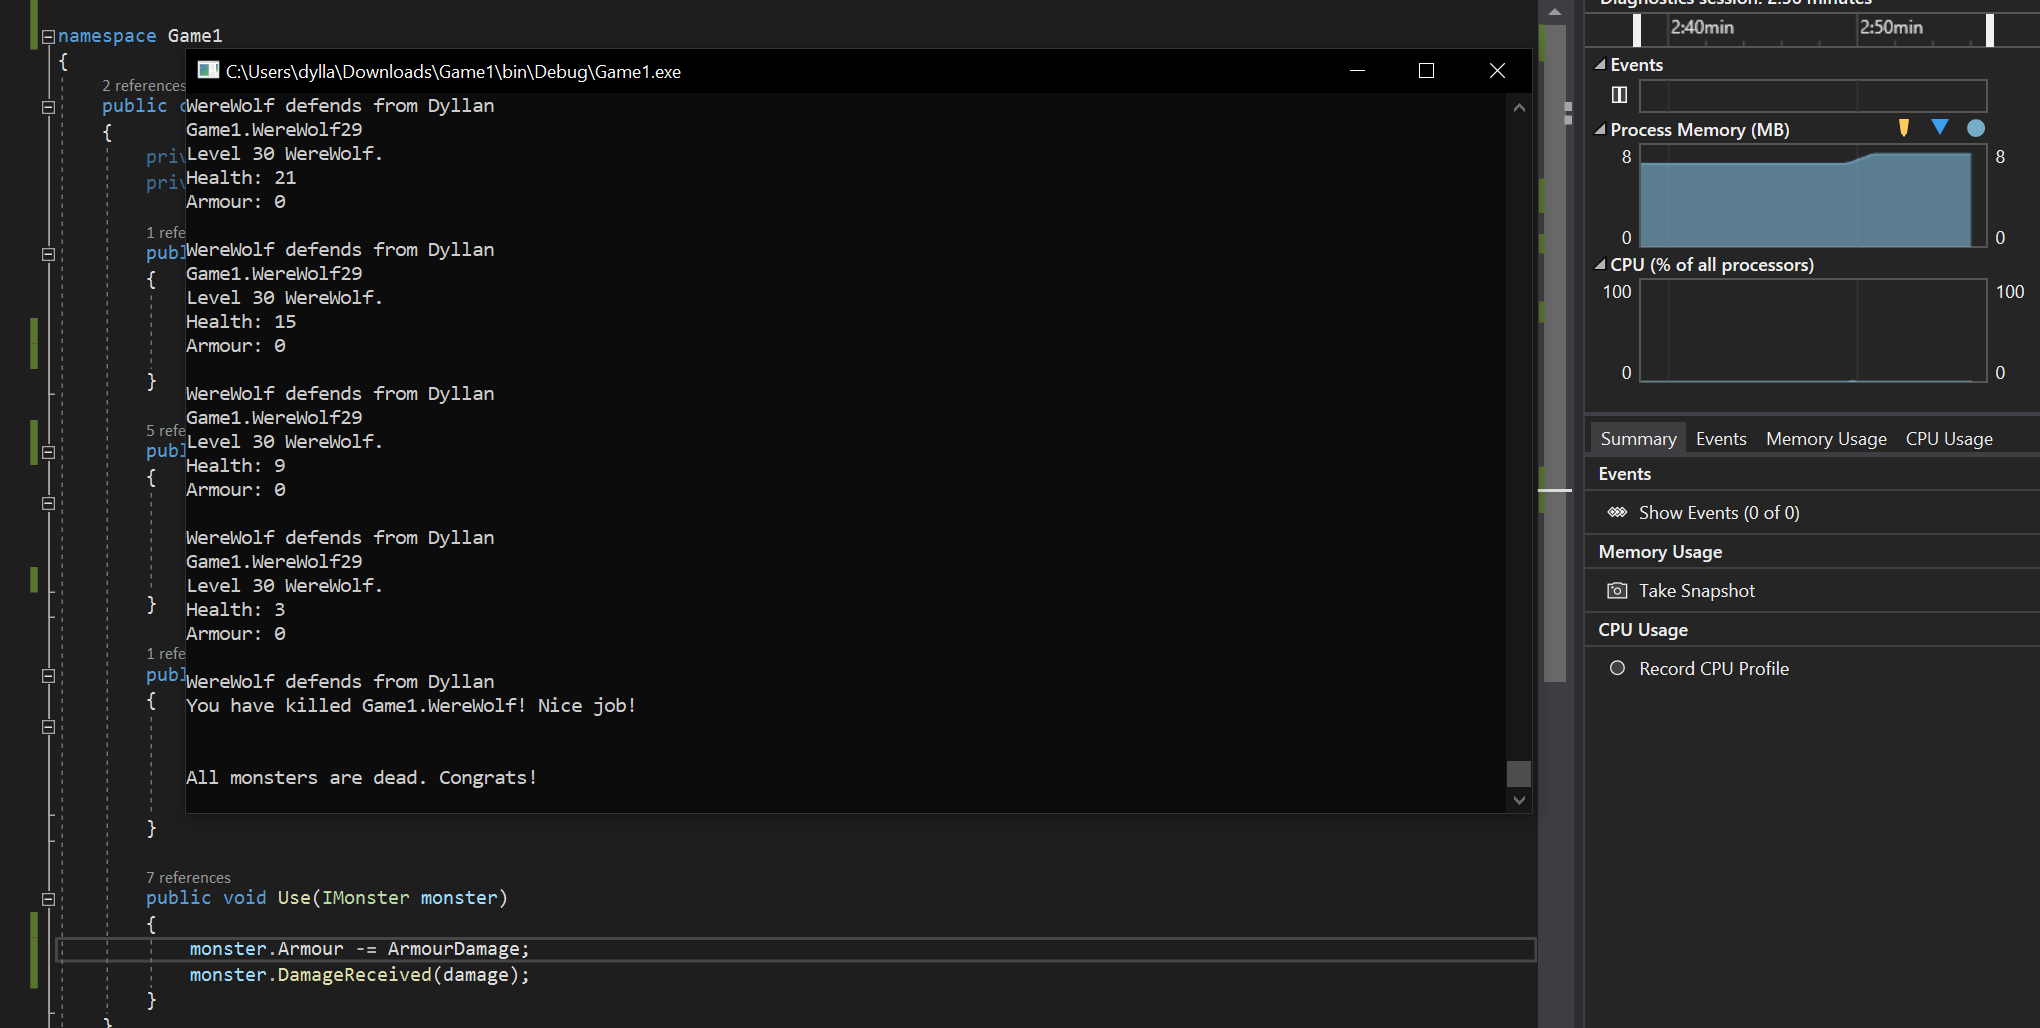 namespace Game1
{
2 references
public c
{
priv
priv
1 refe
publ
{
}
5 refe
publ
{
}
1 refe
publ
{
}
7 references
public void Use(IMonster monster)
{
monster.Armour -= ArmourDamage;
monster.DamageReceived(damage);
}
}
C:\Users\dylla\Downloads\Game1\bin\Debug\Game1.exe
WereWolf defends from Dyllan
Game1.WereWolf29
Level 30 WereWolf.
Health: 21
Armour: 0
WereWolf defends from Dyllan
Game1.WereWolf29
Level 30 WereWolf.
Health: 15
Armour: 0
WereWolf defends from Dyllan
Game1.WereWolf29
Level 30 WereWolf.
Health: 9
Armour: 0
WereWolf defends from Dyllan
Game1.WereWolf29
Level 30 WereWolf.
Health: 3
Armour: 0
WereWolf defends from Dyllan
You have killed Game1.WereWolf! Nice job!
All monsters are dead. Congrats!
Diagnostics session: 2:56 minutes
2:40min 2:50min
Events
Process Memory (MB)
8 8
0 0
CPU (% of all processors)
100 100
0 0
Summary Events Memory Usage CPU Usage
Events
Show Events (0 of 0)
Memory Usage
Take Snapshot
CPU Usage
Record CPU Profile